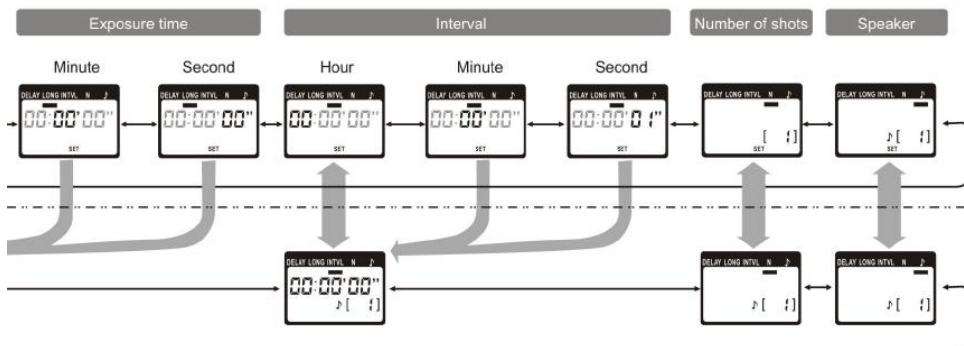 Exposure time Interval Number of shots Speaker
Minute Second Hour Minute Second
DELAY LONG INTVL N ♪ DELAY LONG INTVL N ♪ DELAY LONG INTVL N ♪ DELAY LONG INTVL N ♪ DELAY LONG INTVL N ♪ DELAY LONG INTVL N ♪ DELAY LONG INTVL N ♪
00:00'00" 00:00'00" 00:00'00" 00:00'00" 00:00'01"
[ 1] ♪[ 1]
SET SET SET SET SET SET SET
DELAY LONG INTVL N ♪ DELAY LONG INTVL N ♪ DELAY LONG INTVL N ♪
00:00'00"
♪[ 1] ♪[ 1] ♪[ 1]